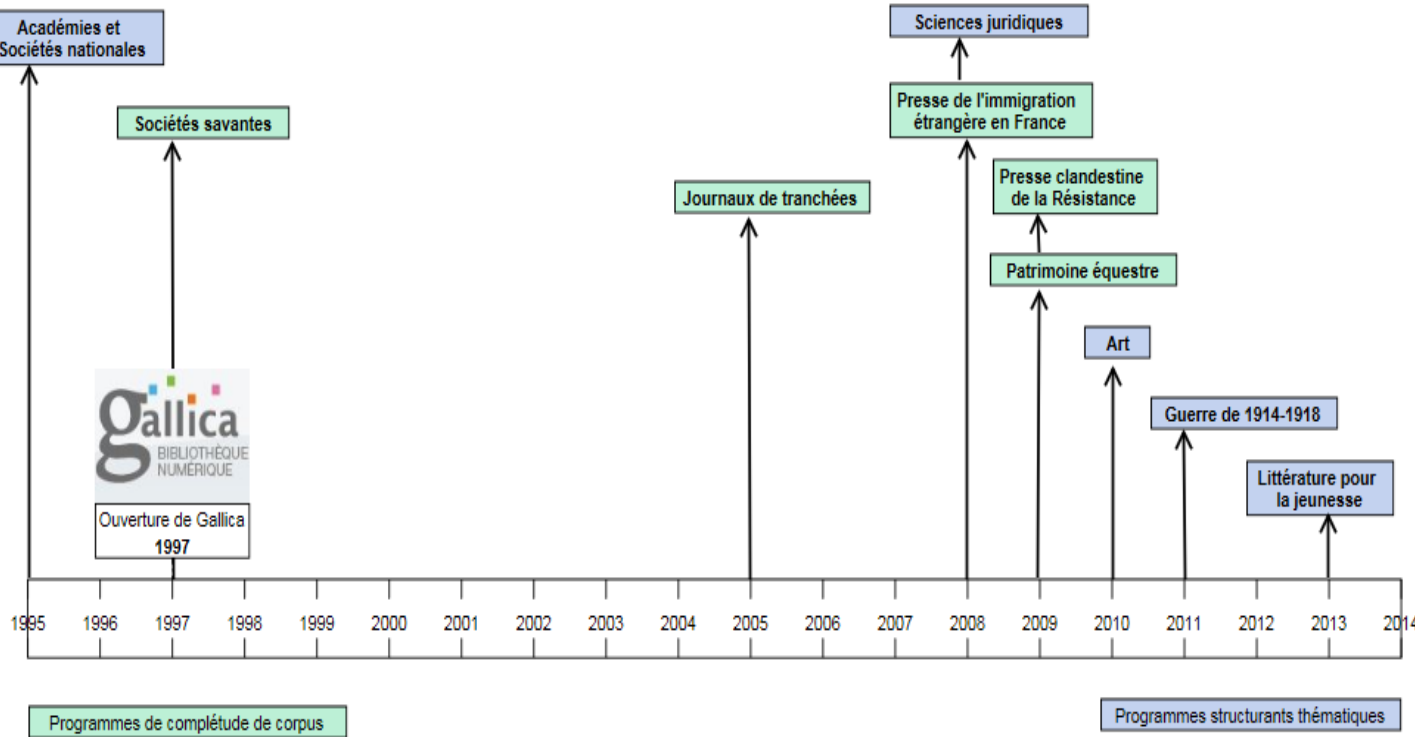 Académies et
Sociétés nationales
Sciences juridiques
Sociétés savantes
Presse de l'immigration
étrangère en France
Journaux de tranchées
Presse clandestine
de la Résistance
Patrimoine équestre
Art
gallica
BIBLIOTHÈQUE
NUMÉRIQUE
Guerre de 1914-1918
Littérature pour
la jeunesse
Ouverture de Gallica
1997
1995 1996 1997 1998 1999 2000 2001 2002 2003 2004 2005 2006 2007 2008 2009 2010 2011 2012 2013 2014
Programmes de complétude de corpus
Programmes structurants thématiques